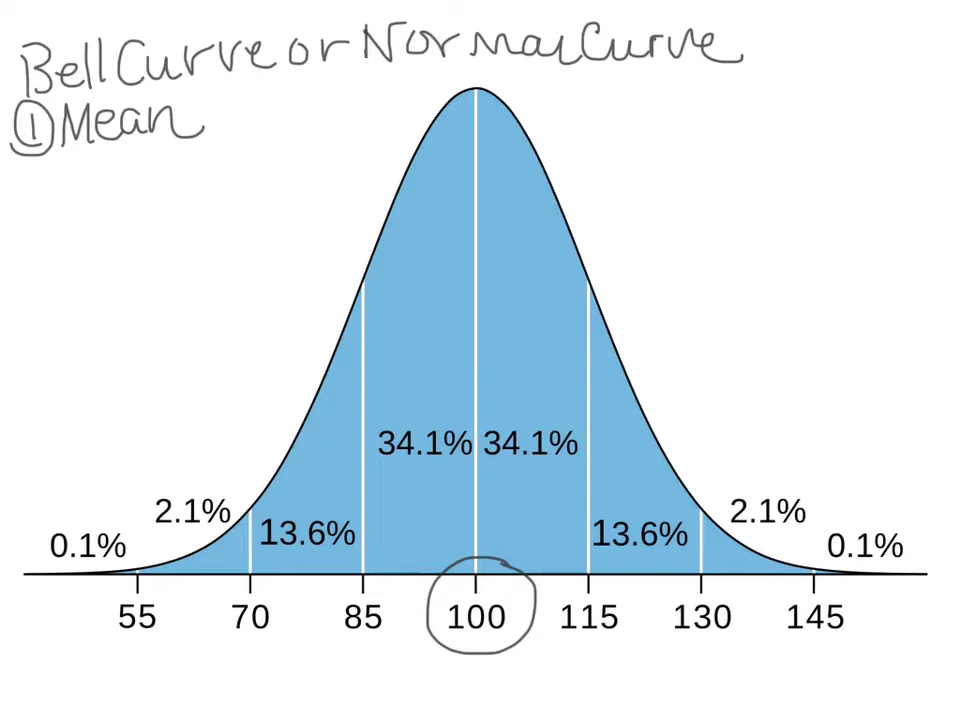 Bell Curve or Normal Curve
① Mean
34.1% 34.1%
2.1% 2.1%
13.6% 13.6%
0.1% 0.1%
55 70 85 100 115 130 145